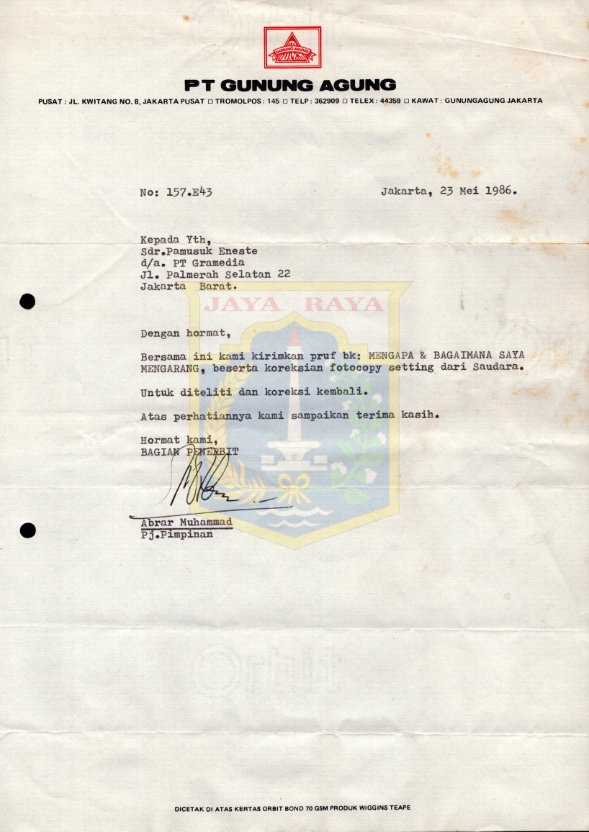 PT GUNUNG AGUNG
PUSAT : JL. KWITANG NO. 8, JAKARTA PUSAT □ TROMOLPOS : 145 □ TELP : 362909 □ TELEX : 44359 □ KAWAT : GUNUNGAGUNG JAKARTA
No: 157.E43 Jakarta, 23 Mei 1986.
Kepada Yth,
Sdr.Pamusuk Eneste
d/a. PT Gramedia
Jl. Palmerah Selatan 22
Jakarta Barat.
JAYA RAYA
Dengan hormat,
Bersama ini kami kirimkan pruf bk: MENGAPA & BAGAIMANA SAYA
MENGARANG, beserta koreksian fotocopy setting dari Saudara.
Untuk diteliti dan koreksi kembali.
Atas perhatiannya kami sampaikan terima kasih.
Hormat kami,
BAGIAN PENERBIT
Abrar Muhammad
Pj.Pimpinan
Orbit
DICETAK DI ATAS KERTAS ORBIT BOND 70 GSM PRODUK WIGGINS TEAPE